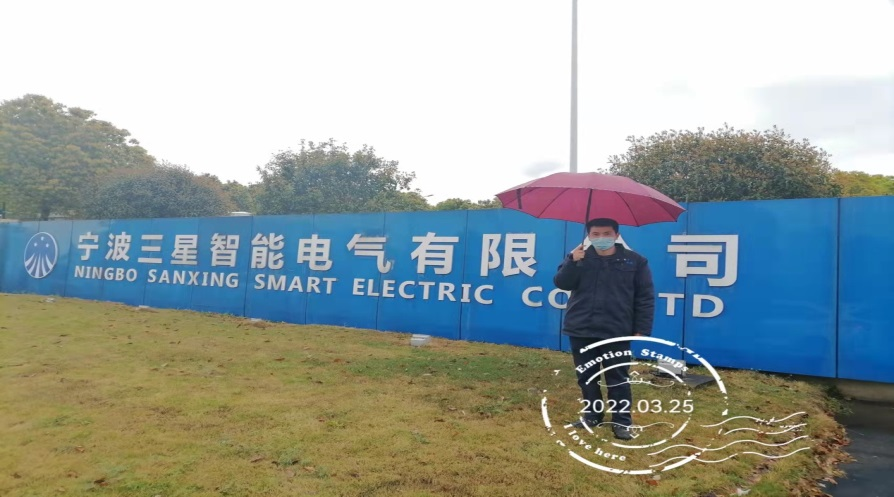 宁波三星智能电气有限 司
NINGBO SANXING SMART ELECTRIC CO TD
Emotion Stamp
2022.03.25
I love here